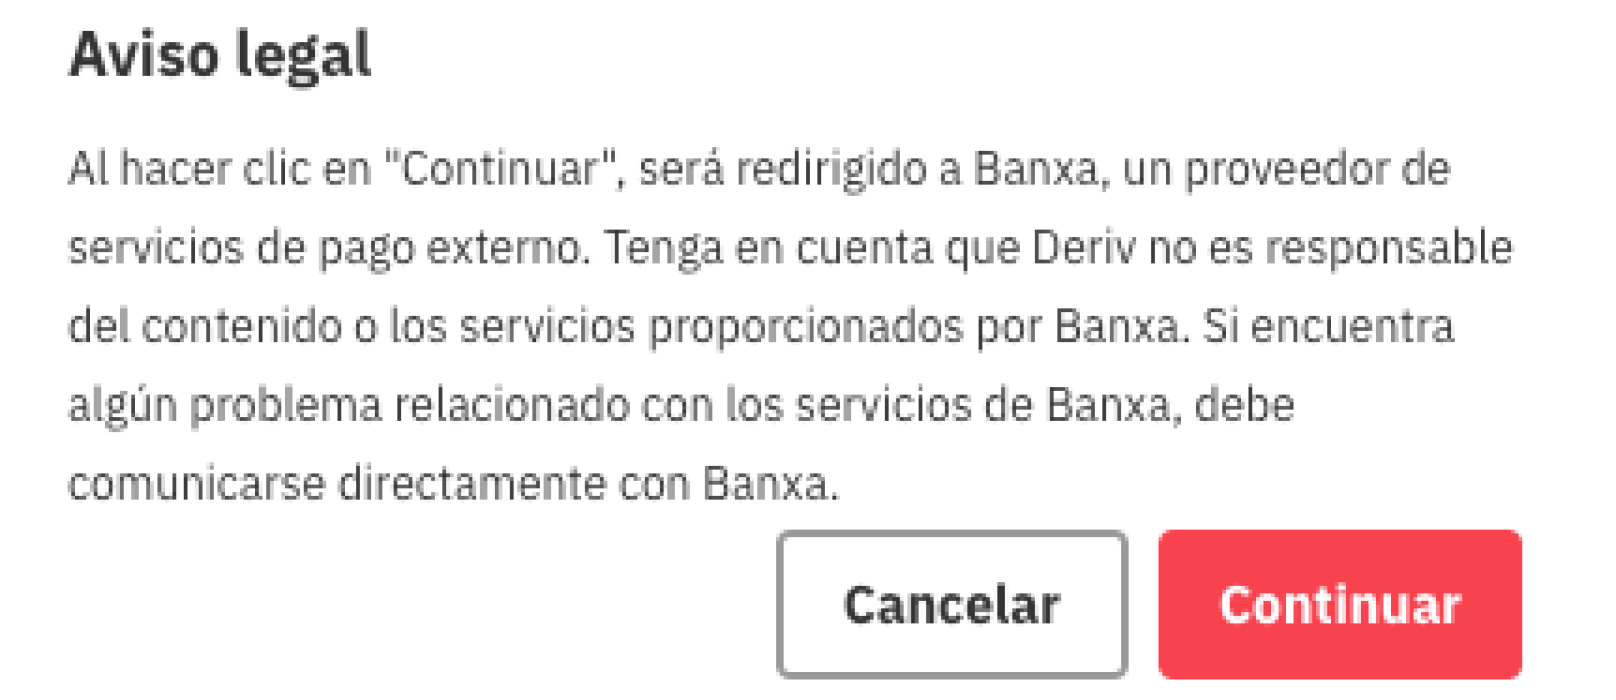 Aviso legal
Al hacer clic en "Continuar", será redirigido a Banxa, un proveedor de
servicios de pago externo. Tenga en cuenta que Deriv no es responsable
del contenido o los servicios proporcionados por Banxa. Si encuentra
algún problema relacionado con los servicios de Banxa, debe
comunicarse directamente con Banxa.
Cancelar
Continuar